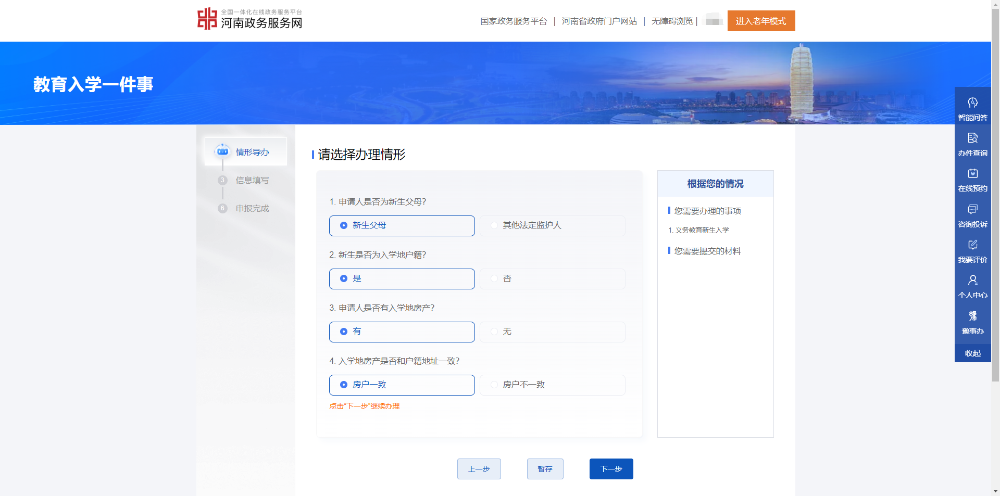 全国一体化在线政务服务平台
河南政务服务网
国家政务服务平台 | 河南省政府门户网站 | 无障碍浏览 |
进入老年模式
教育入学一件事
情形导办
3 信息填写
6 申报完成
请选择办理情形
1. 申请人是否为新生父母?
新生父母 其他法定监护人
2. 新生是否为入学地户籍?
是 否
3. 申请人是否有入学地房产?
有 无
4. 入学地房产是否和户籍地址一致?
房户一致 房户不一致
点击“下一步”继续办理
根据您的情况
您需要办理的事项
1. 义务教育新生入学
您需要提交的材料
上一步 暂存 下一步
智能问答
办件查询
在线预约
咨询投诉
我要评价
个人中心
豫事办
收起